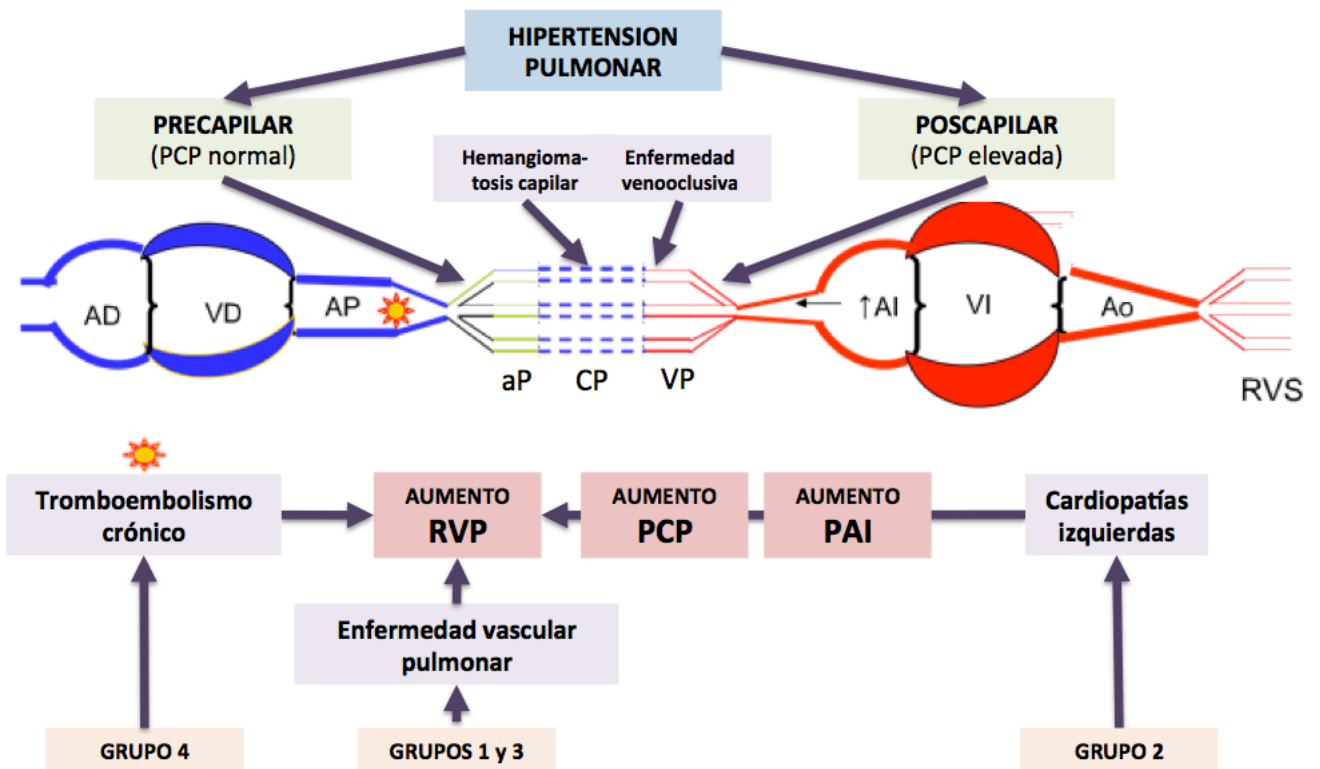 HIPERTENSION
PULMONAR
PRECAPILAR
(PCP normal)
POSCAPILAR
(PCP elevada)
Hemangioma-
tosis capilar
Enfermedad
venooclusiva
AD
VD
AP
↑AI
VI
Ao
aP
CP
VP
RVS
Tromboembolismo
crónico
AUMENTO
RVP
AUMENTO
PCP
AUMENTO
PAI
Cardiopatías
izquierdas
Enfermedad vascular
pulmonar
GRUPO 4
GRUPOS 1 y 3
GRUPO 2